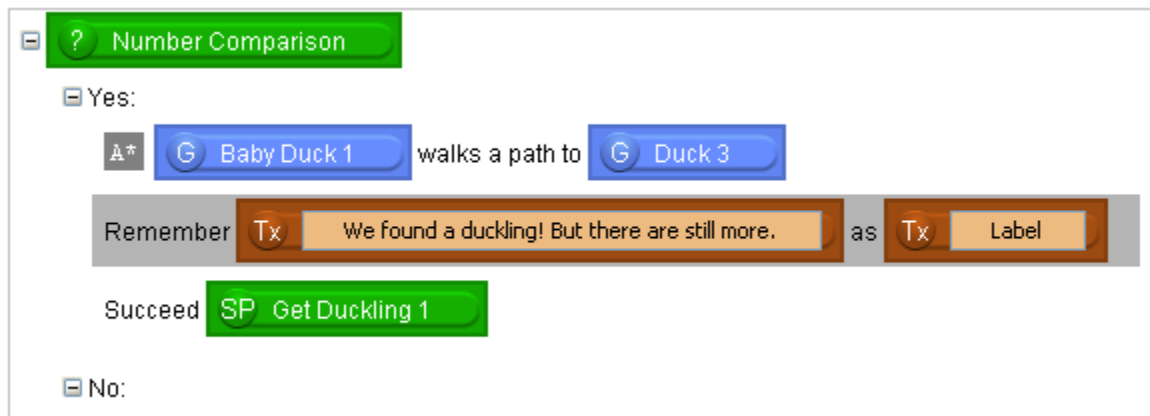 ? Number Comparison
Yes:
A* G Baby Duck 1 walks a path to G Duck 3
Remember Tx We found a duckling! But there are still more. as Tx Label
Succeed SP Get Duckling 1
No: